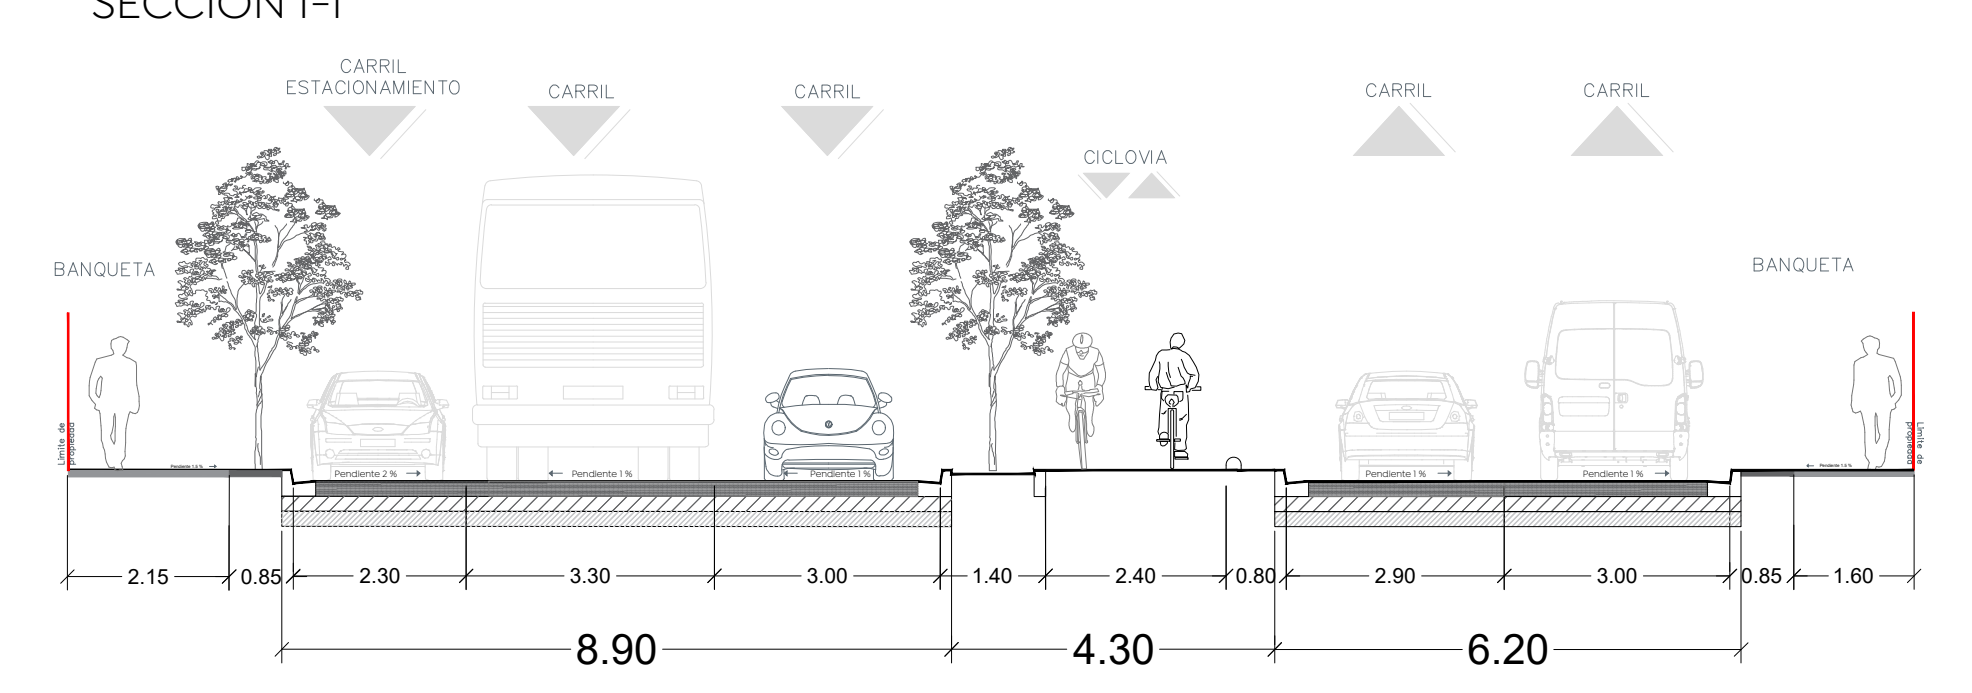 SECCIÓN 1-1
CARRIL
ESTACIONAMIENTO
CARRIL
CARRIL
CARRIL
CARRIL
CICLOVIA
BANQUETA
BANQUETA
Límite de
propiedad
Límite de
propiedad
Pendiente 1.5 %
Pendiente 2 %
Pendiente 1 %
Pendiente 1 %
Pendiente 1 %
Pendiente 1 %
Pendiente 1.5 %
2.15
0.85
2.30
3.30
3.00
1.40
2.40
0.80
2.90
3.00
0.85
1.60
8.90
4.30
6.20